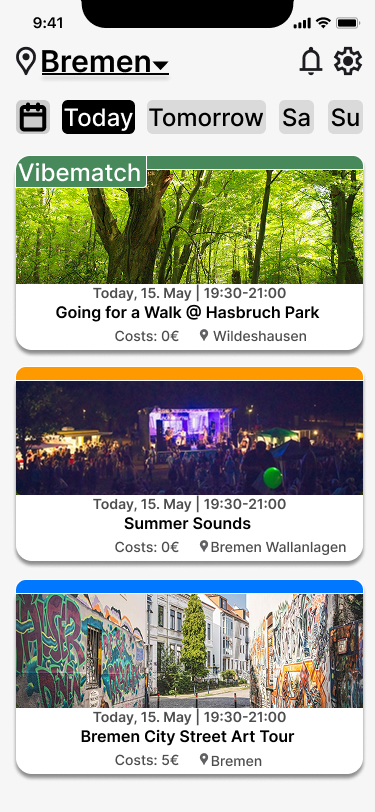 9:41
Bremen
Today Tomorrow Sa Su
Vibematch
Today, 15. May | 19:30-21:00
Going for a Walk @ Hasbruch Park
Costs: 0€ Wildeshausen
Today, 15. May | 19:30-21:00
Summer Sounds
Costs: 0€ Bremen Wallanlagen
Today, 15. May | 19:30-21:00
Bremen City Street Art Tour
Costs: 5€ Bremen